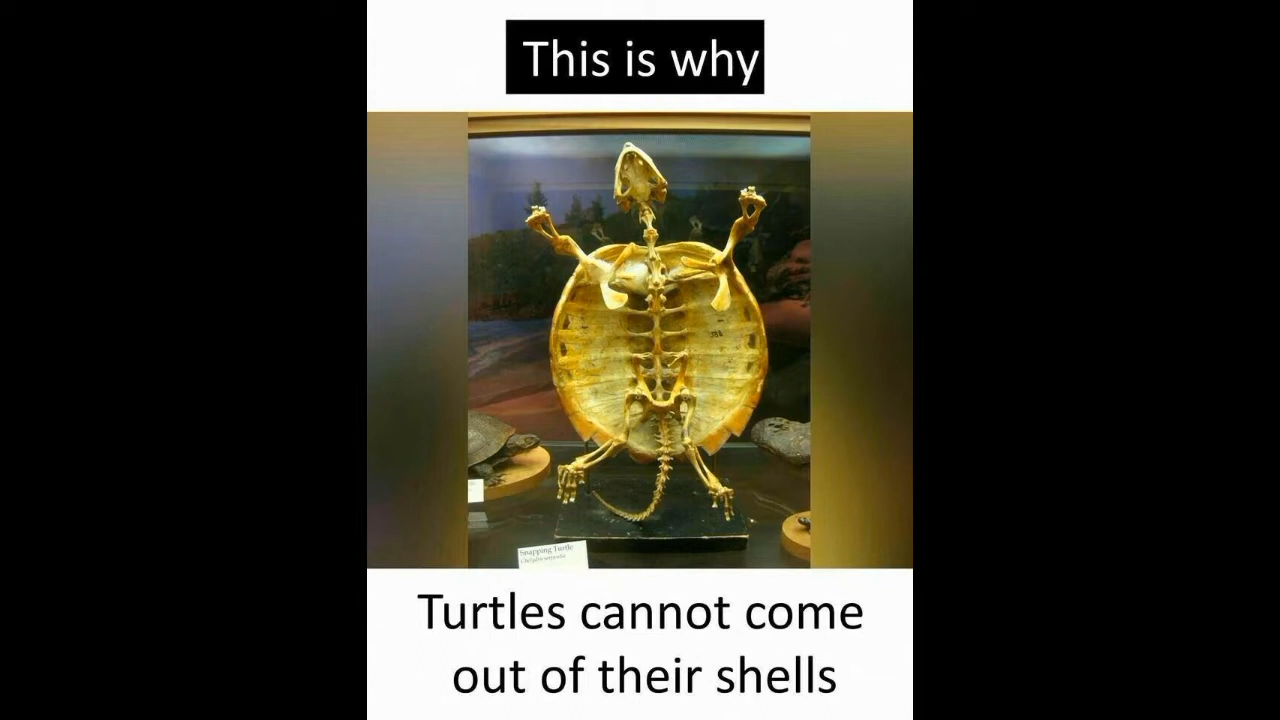 This is why
Snapping Turtle
Turtles cannot come
out of their shells